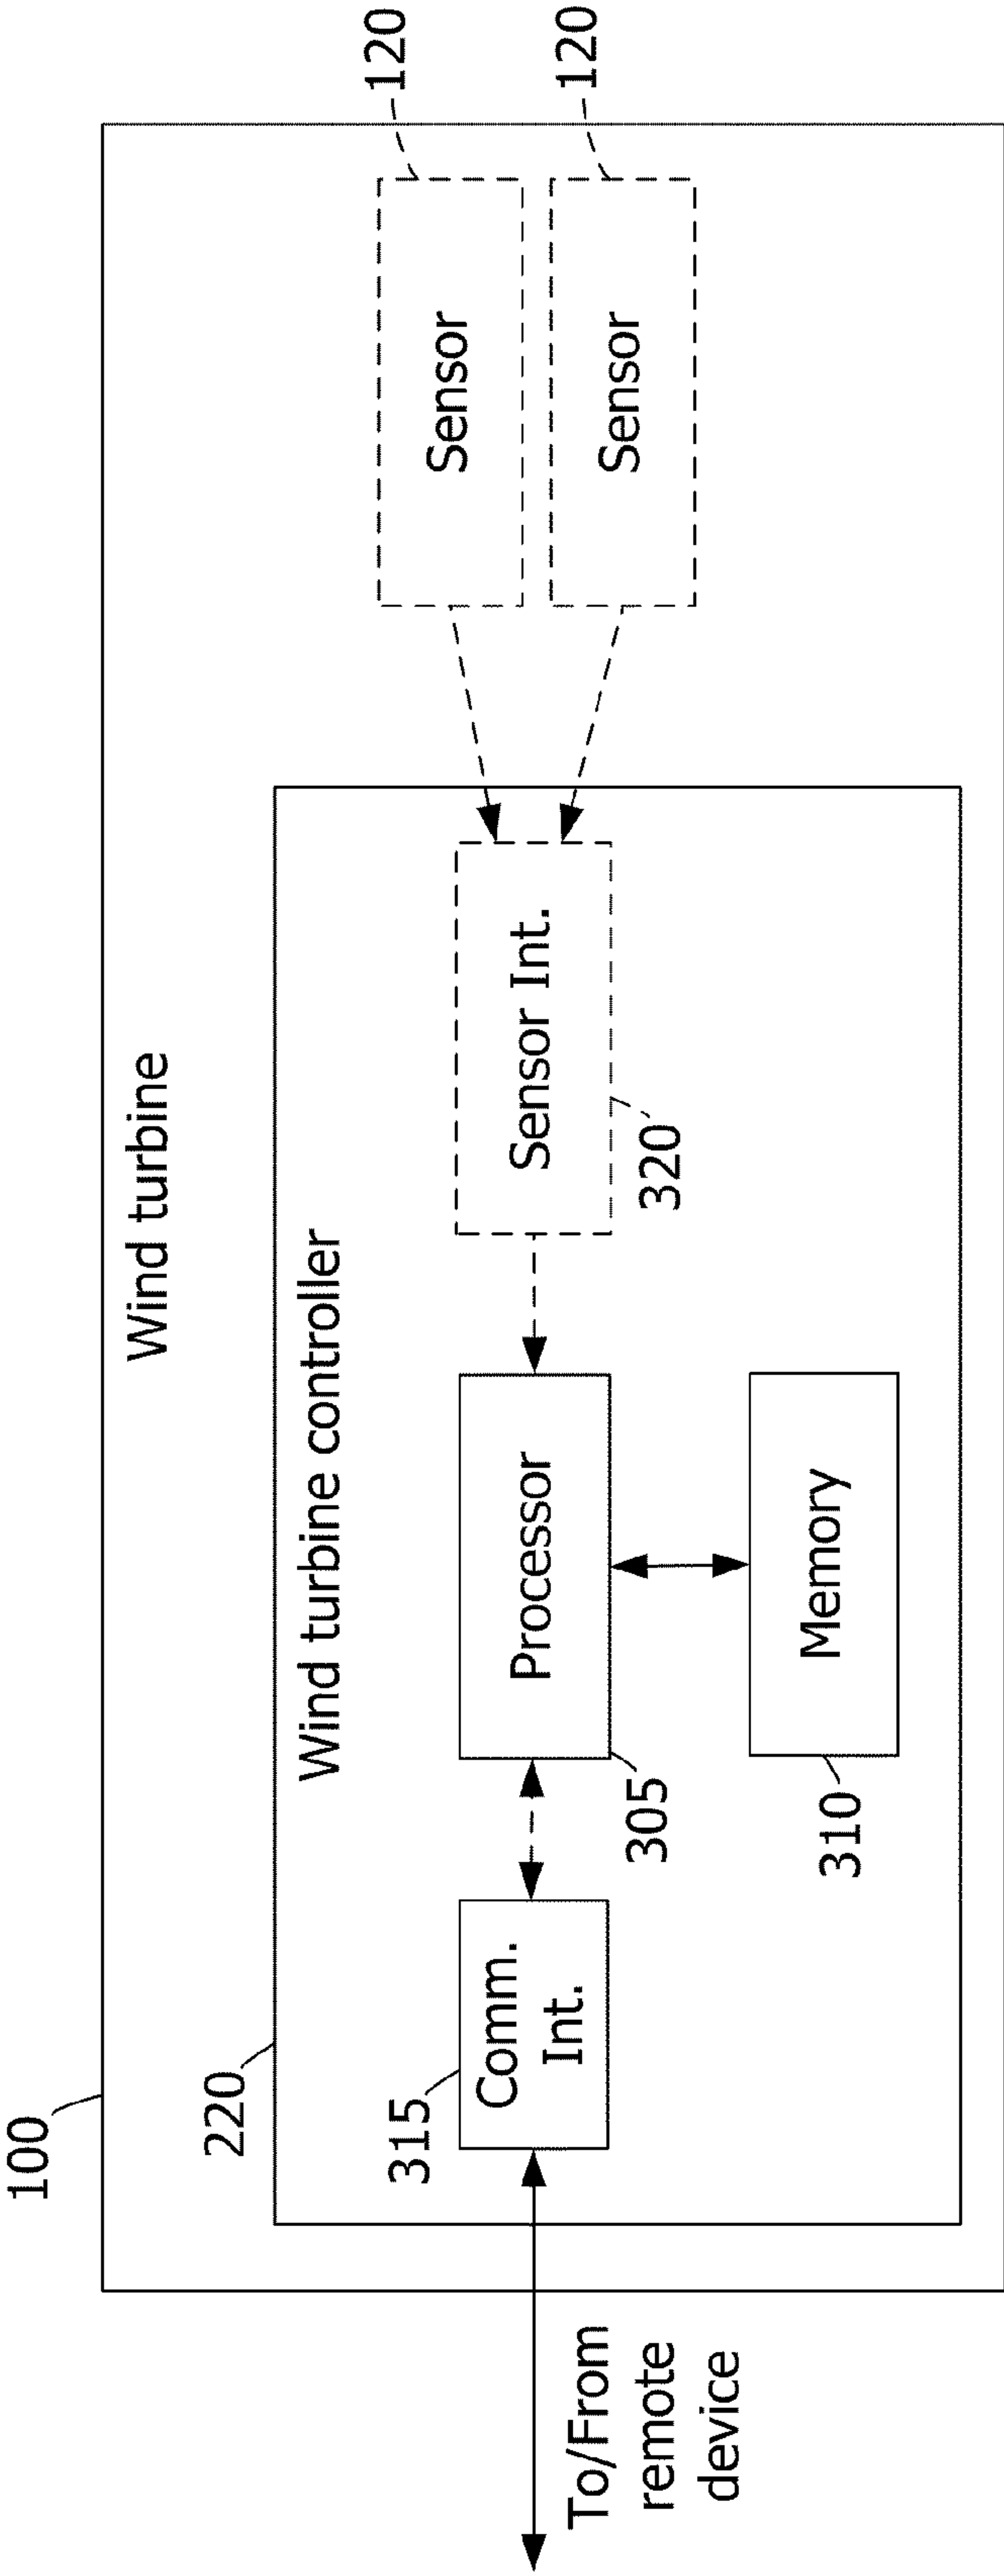 100
Wind turbine
220
Wind turbine controller
120
Sensor
120
Sensor
315
Comm.
Int.
Processor
305
Sensor Int.
320
Memory
310
To/From
remote
device